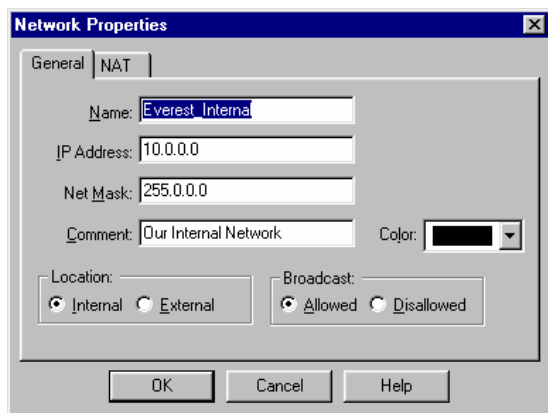 Network Properties
General NAT
Name: Everest_Internal
IP Address: 10.0.0.0
Net Mask: 255.0.0.0
Comment: Our Internal Network Color:
Location: Broadcast:
Internal External Allowed Disallowed
OK Cancel Help